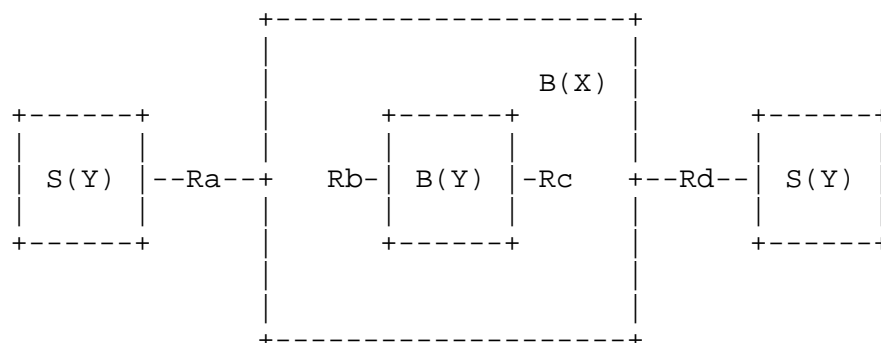 B(X)
S(Y) --Ra--+ Rb- B(Y) -Rc +--Rd-- S(Y)